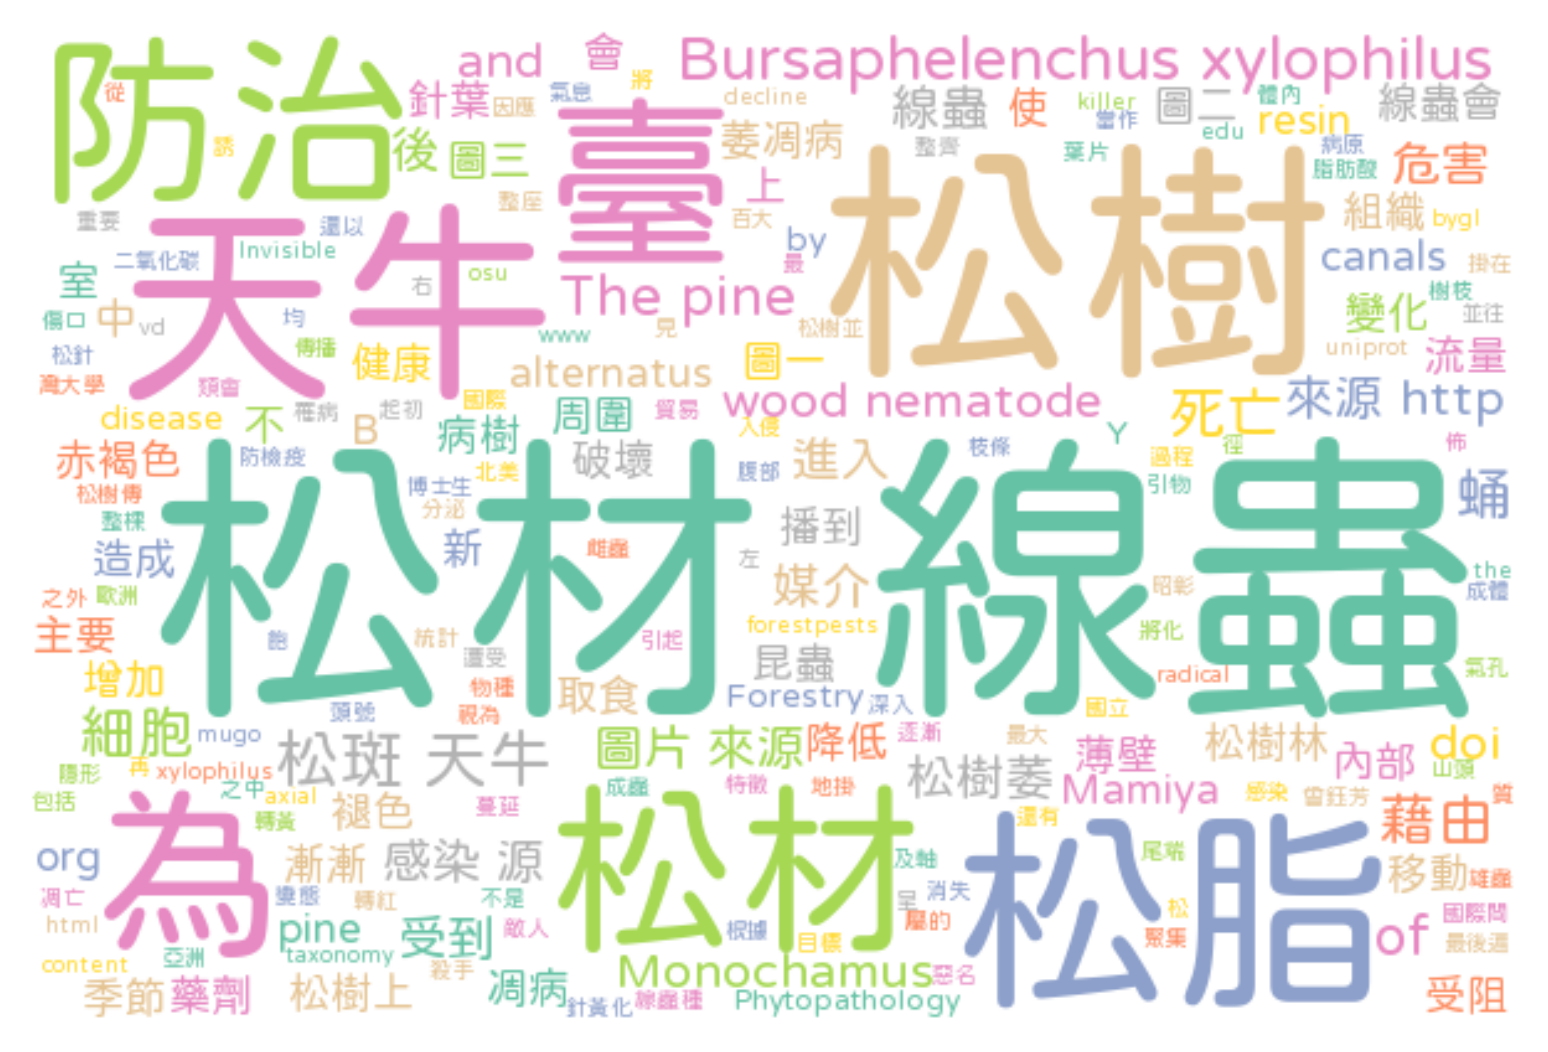 防治
從
誘
and
會
氣息
將
針葉
因應
後
圖三
整座
臺
Bursaphelenchus xylophilus
decline
萎凋病
上
百大
線蟲
使
整齊
killer
當作
葉片
圖二
edu
體內
resin
病原
脂肪酸
線蟲會
危害
組織
bygl
松樹
重要
還以
二氧化碳
Invisible
天牛
右
osu
室
中
vd
傷口
均
傳播
松針
灣大學
類會
健康
The pine
www
見
by
最
松樹並
canals
掛在
樹枝
變化
並往
uniprot
流量
alternatus
圖一
國際
disease
不
罹病
起初
B
病樹
周圍
貿易
wood nematode
入侵
死亡
來源 http
Y
徑
佈
赤褐色
防檢疫
松樹傳
北美
破壞
腹部
進入
枝條
過程
引物
蛹
整棵
博士生
分泌
造成
新
雌蟲
播到
左
松材線蟲
昭彰
the
成體
之外
歐洲
媒介
主要
飽
統計
引起
forestpests
將化
遭受
昆蟲
radical
氣孔
增加
物種
視為
取食
Forestry
深入
國立
頭號
細胞
mugo
松斑 天牛
圖片 來源
降低
逐漸
最大
薄壁
松樹林
內部
doi
山頭
隱形
再
xylophilus
之中
axial
包括
轉黃
褪色
蔓延
成蟲
特徵
地掛
松樹萎
Mamiya
感染
曾鈺芳
質
還有
藉由
為
org
漸漸
感染 源
松材
及軸
尾端
移動
雄蟲
凋亡
變態
轉紅
不是
呈
消失
松脂
松
屬的
html
pine
受到
敵人
根據
目標
聚集
of
國際間
最後遍
content
亞洲
taxonomy
殺手
Monochamus
惡名
季節
藥劑
松樹上
凋病
針黃化
線蟲種
Phytopathology
受阻